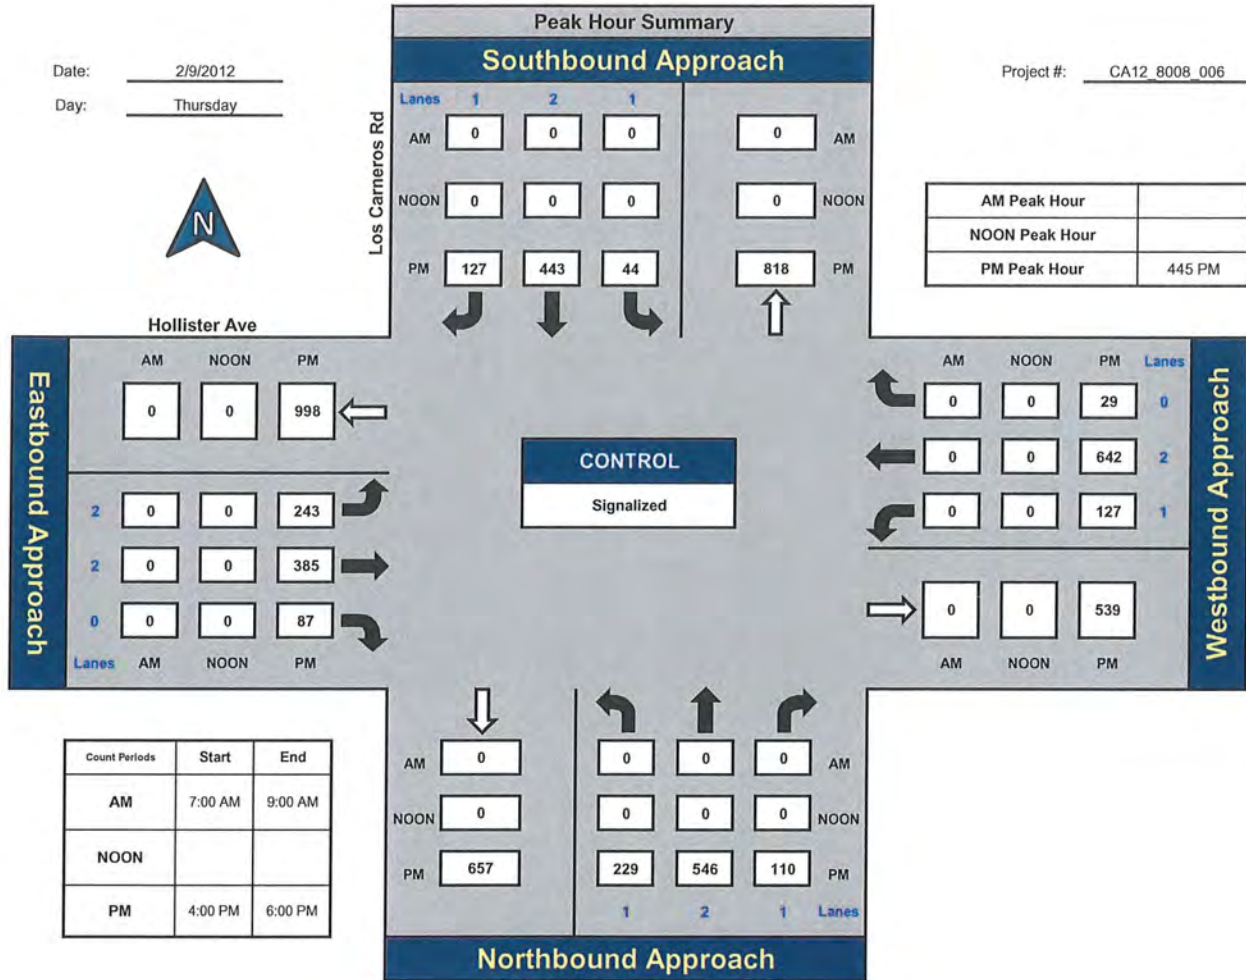 Peak Hour Summary
Southbound Approach
Date: 2/9/2012
Project #: CA12_8008_006
Day: Thursday
Los Carneros Rd
Lanes 1 2 1
AM 0 0 0 0 AM
NOON 0 0 0 0 NOON
PM 127 443 44 818 PM
N
AM Peak Hour
NOON Peak Hour
PM Peak Hour 445 PM
Hollister Ave
Eastbound Approach
AM NOON PM
0 0 998
2 0 0 243
2 0 0 385
0 0 0 87
Lanes AM NOON PM
CONTROL
Signalized
AM NOON PM Lanes
0 0 29 0
0 0 642 2
0 0 127 1
0 0 539
AM NOON PM
Westbound Approach
Count Periods Start End
AM 7:00 AM 9:00 AM
NOON
PM 4:00 PM 6:00 PM
AM 0 0 0 0 AM
NOON 0 0 0 0 NOON
PM 657 229 546 110 PM
1 2 1 Lanes
Northbound Approach